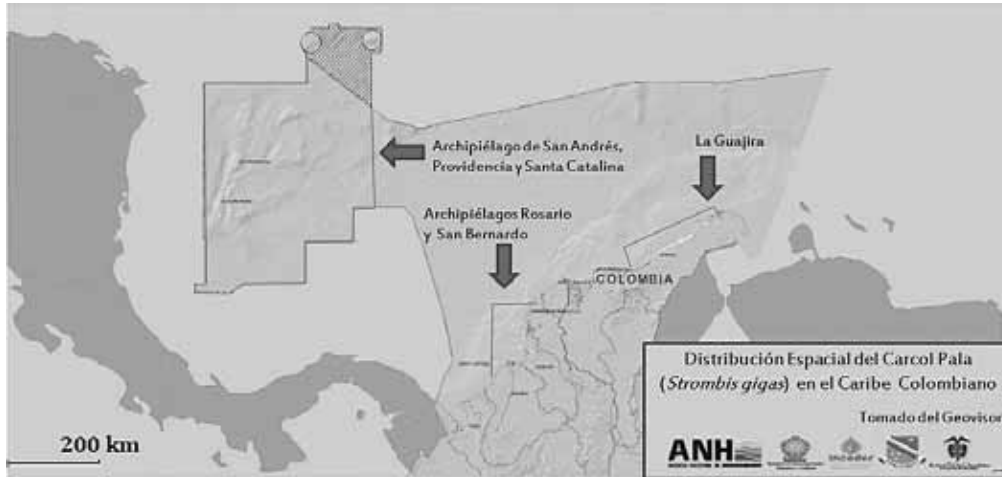 Archipiélago de San Andrés,
Providencia y Santa Catalina
La Guajira
Archipiélagos Rosario
y San Bernardo
COLOMBIA
Distribución Espacial del Carcol Pala
(Strombis gigas) en el Caribe Colombiano
Tomado del Geovisor
200 km
ANH
incoder